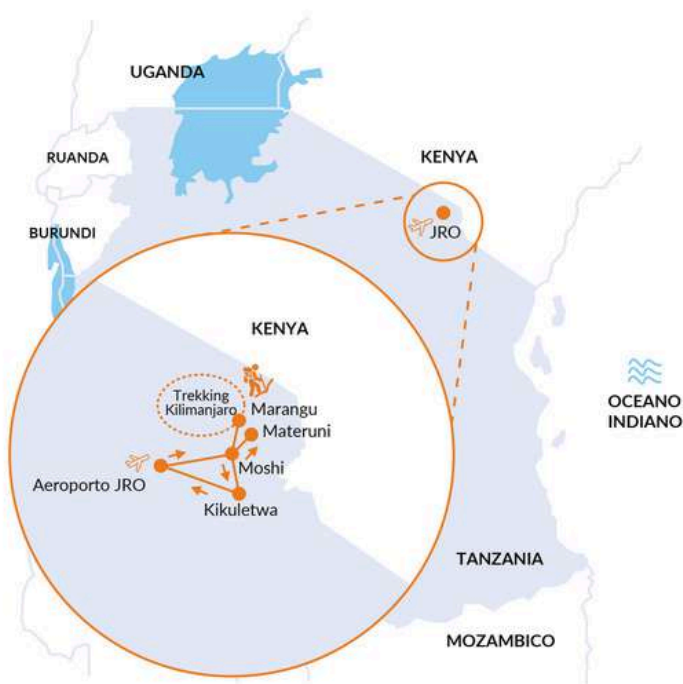 UGANDA
RUANDA
KENYA
JRO
BURUNDI
KENYA
Trekking
Kilimanjaro
Marangu
Materuni
OCEANO
INDIANO
Moshi
Aeroporto JRO
Kikuletwa
TANZANIA
MOZAMBICO